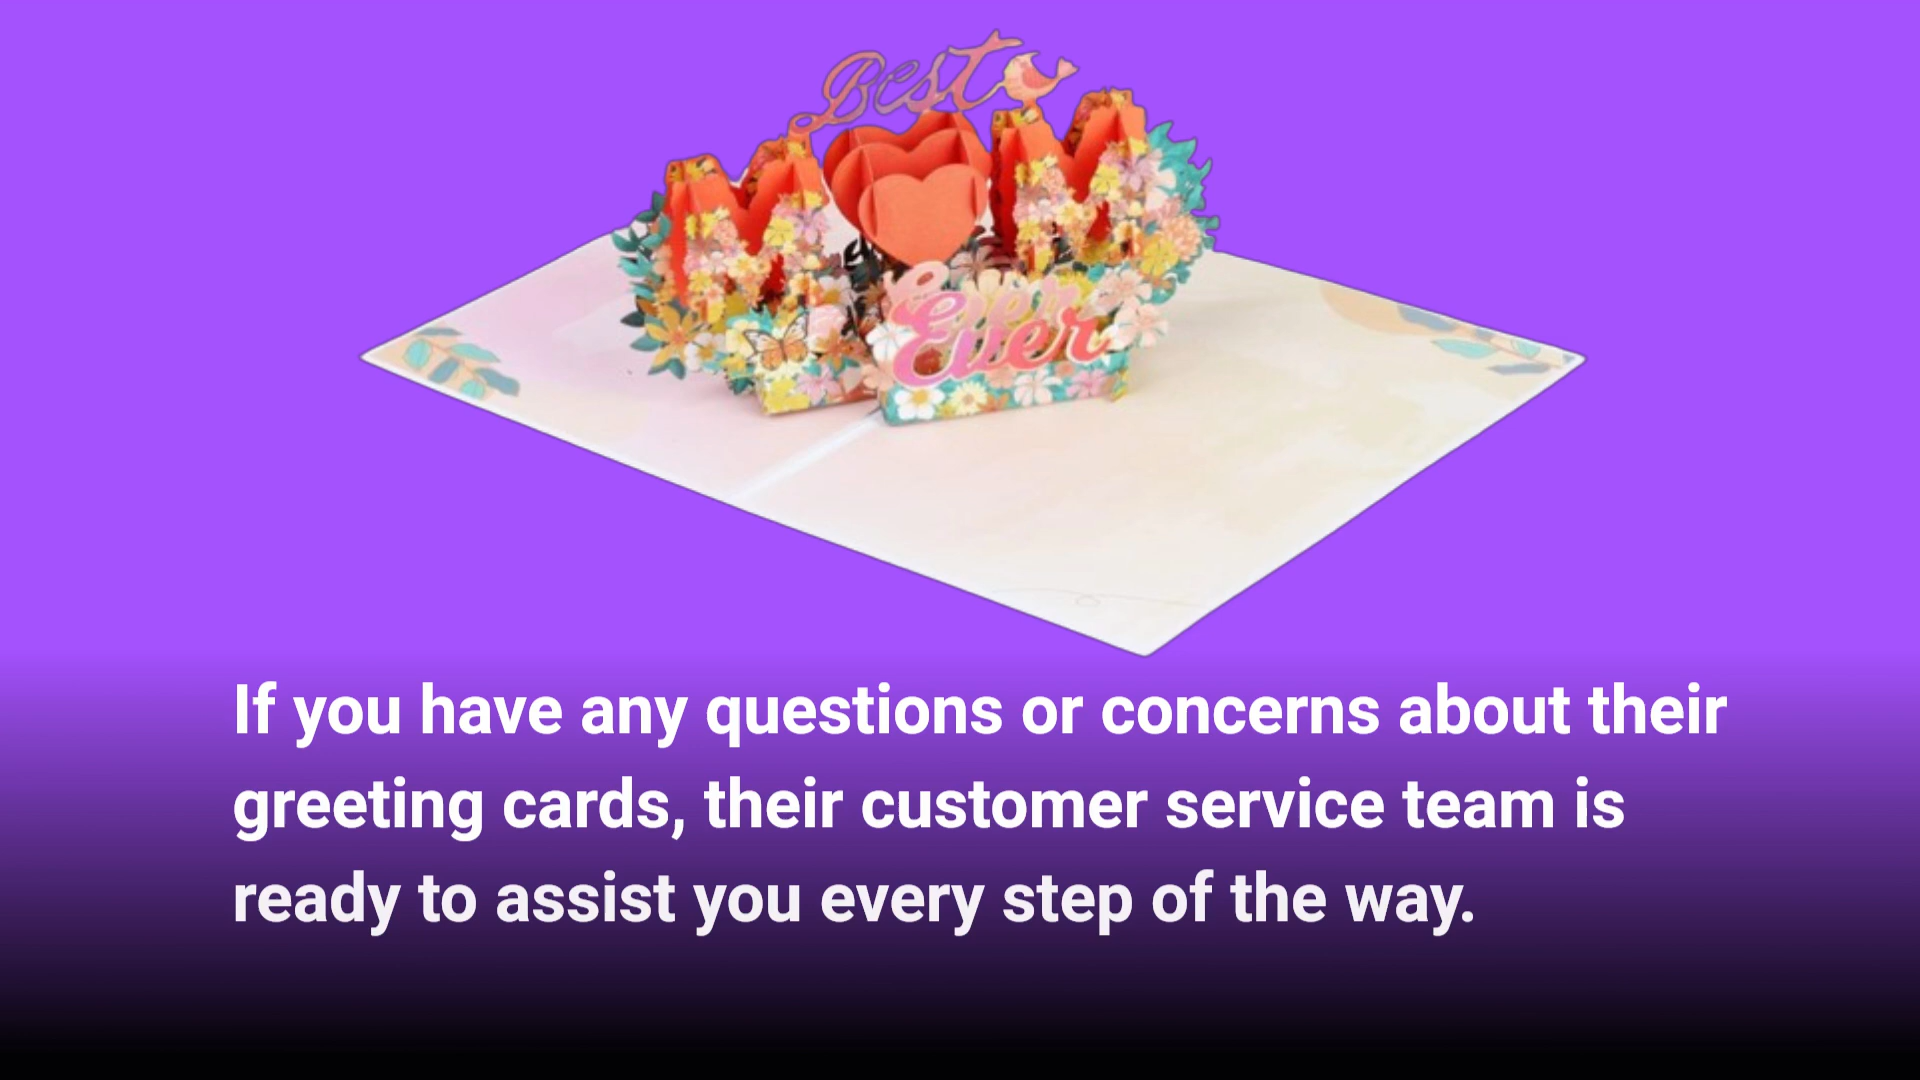 Best
MOM
Ever
If you have any questions or concerns about their
greeting cards, their customer service team is
ready to assist you every step of the way.